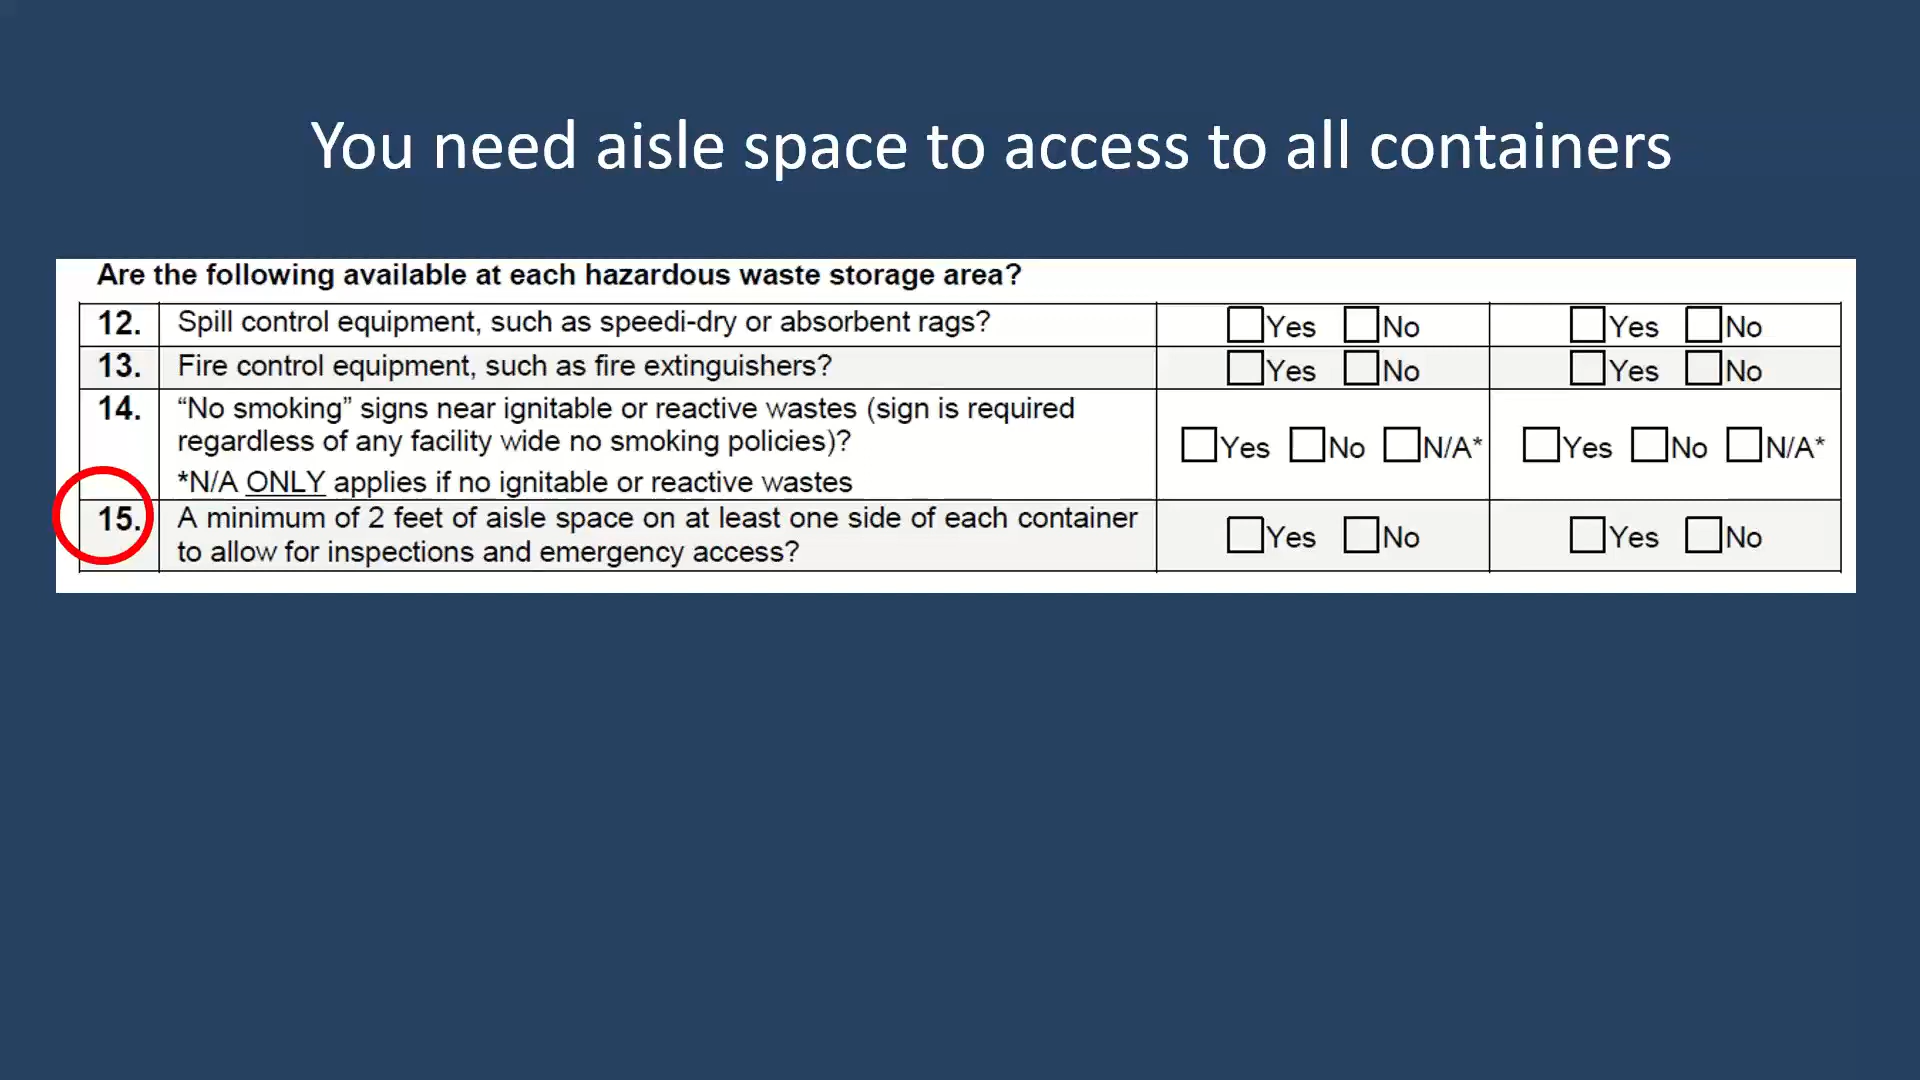 You need aisle space to access to all containers
Are the following available at each hazardous waste storage area?
12. Spill control equipment, such as speedi-dry or absorbent rags? Yes No Yes No
13. Fire control equipment, such as fire extinguishers? Yes No Yes No
14. “No smoking” signs near ignitable or reactive wastes (sign is required
regardless of any facility wide no smoking policies)? Yes No N/A* Yes No N/A*
*N/A ONLY applies if no ignitable or reactive wastes
15. A minimum of 2 feet of aisle space on at least one side of each container
to allow for inspections and emergency access? Yes No Yes No